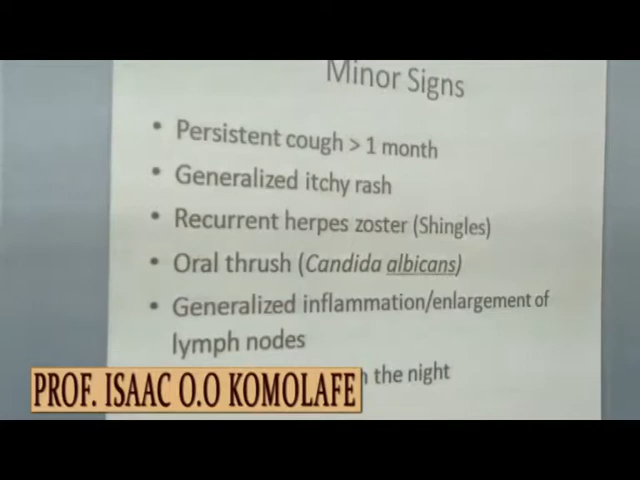 Minor Signs
• Persistent cough > 1 month
• Generalized itchy rash
• Recurrent herpes zoster (Shingles)
• Oral thrush (Candida albicans)
• Generalized inflammation/enlargement of
lymph nodes
the night
PROF. ISAAC O.O KOMOLAFE